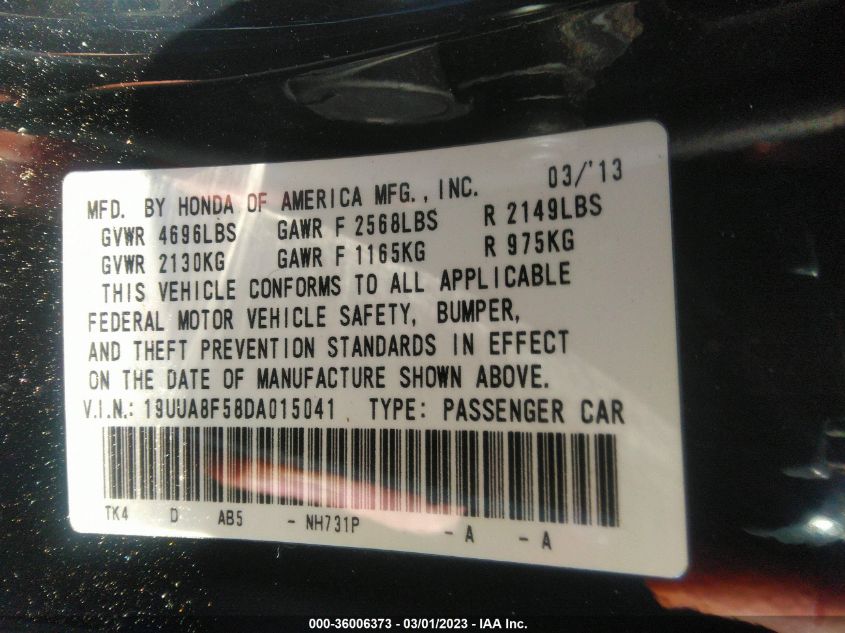 MFD. BY HONDA OF AMERICA MFG., INC. 03/'13
GVWR 4696LBS GAWR F 2568LBS R 2149LBS
GVWR 2130KG GAWR F 1165KG R 975KG
THIS VEHICLE CONFORMS TO ALL APPLICABLE
FEDERAL MOTOR VEHICLE SAFETY, BUMPER,
AND THEFT PREVENTION STANDARDS IN EFFECT
ON THE DATE OF MANUFACTURE SHOWN ABOVE.
V.I.N.: 19UUA8F58DA015041 TYPE: PASSENGER CAR
TK4 D AB5 - NH731P - A - A
000-36006373 - 03/01/2023 - IAA Inc.